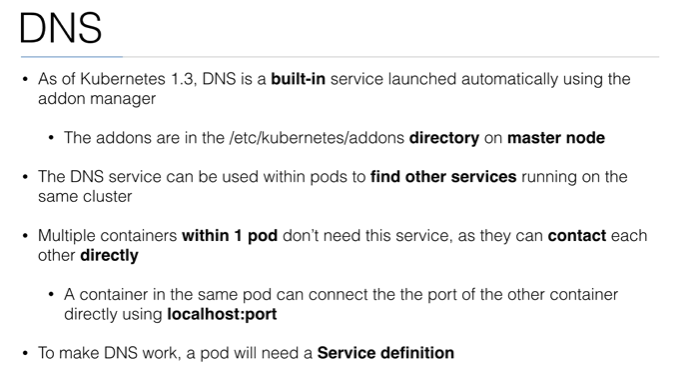 DNS
• As of Kubernetes 1.3, DNS is a built-in service launched automatically using the
addon manager
• The addons are in the /etc/kubernetes/addons directory on master node
• The DNS service can be used within pods to find other services running on the
same cluster
• Multiple containers within 1 pod don't need this service, as they can contact each
other directly
• A container in the same pod can connect the the port of the other container
directly using localhost:port
• To make DNS work, a pod will need a Service definition